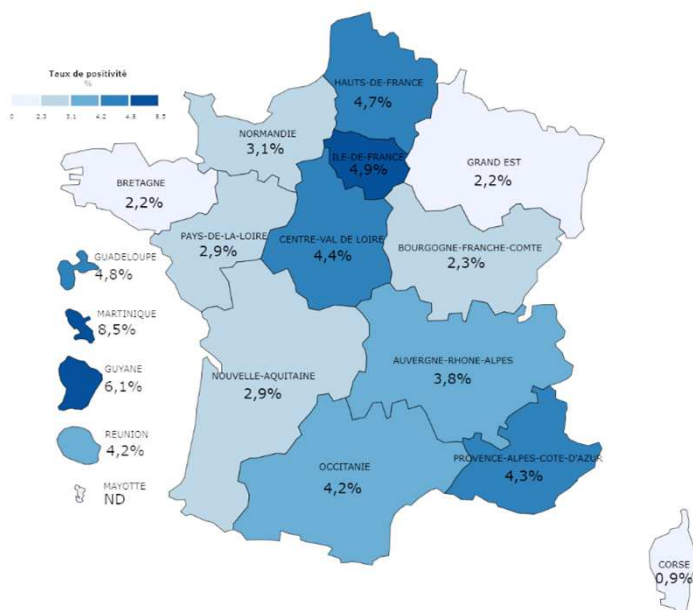 Taux de positivité
%
0 2.3 3.1 4.2 4.8 8.5
HAUTS-DE-FRANCE
4,7%
NORMANDIE
3,1%
ILE-DE-FRANCE
4,9%
GRAND EST
2,2%
BRETAGNE
2,2%
PAYS-DE-LA-LOIRE
2,9%
CENTRE-VAL DE LOIRE
4,4%
BOURGOGNE-FRANCHE-COMTE
2,3%
GUADELOUPE
4,8%
MARTINIQUE
8,5%
GUYANE
6,1%
REUNION
4,2%
MAYOTTE
ND
NOUVELLE-AQUITAINE
2,9%
AUVERGNE-RHONE-ALPES
3,8%
OCCITANIE
4,2%
PROVENCE-ALPES-COTE-D'AZUR
4,3%
CORSE
0,9%